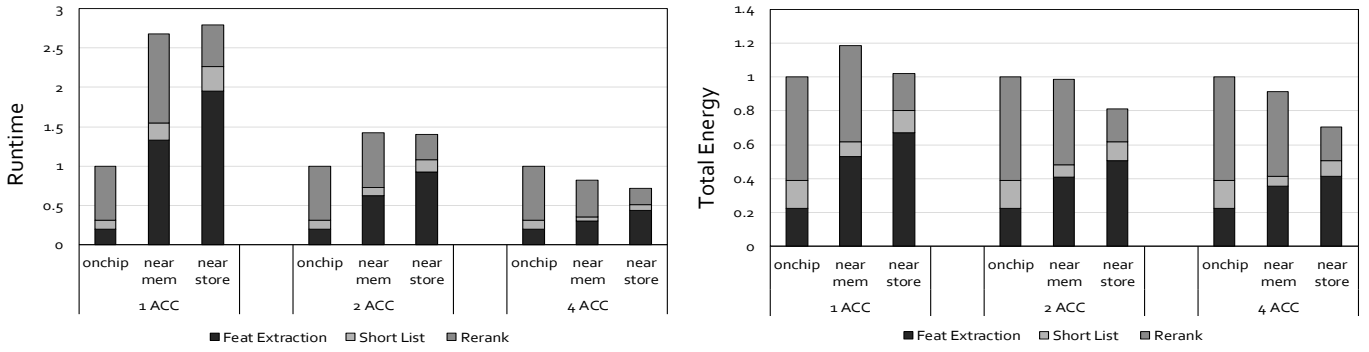 Runtime
3
2.5
2
1.5
1
0.5
0
onchip near mem near store onchip near mem near store onchip near mem near store
1 ACC 2 ACC 4 ACC
Feat Extraction Short List Rerank
Total Energy
1.4
1.2
1
0.8
0.6
0.4
0.2
0
onchip near mem near store onchip near mem near store onchip near mem near store
1 ACC 2 ACC 4 ACC
Feat Extraction Short List Rerank